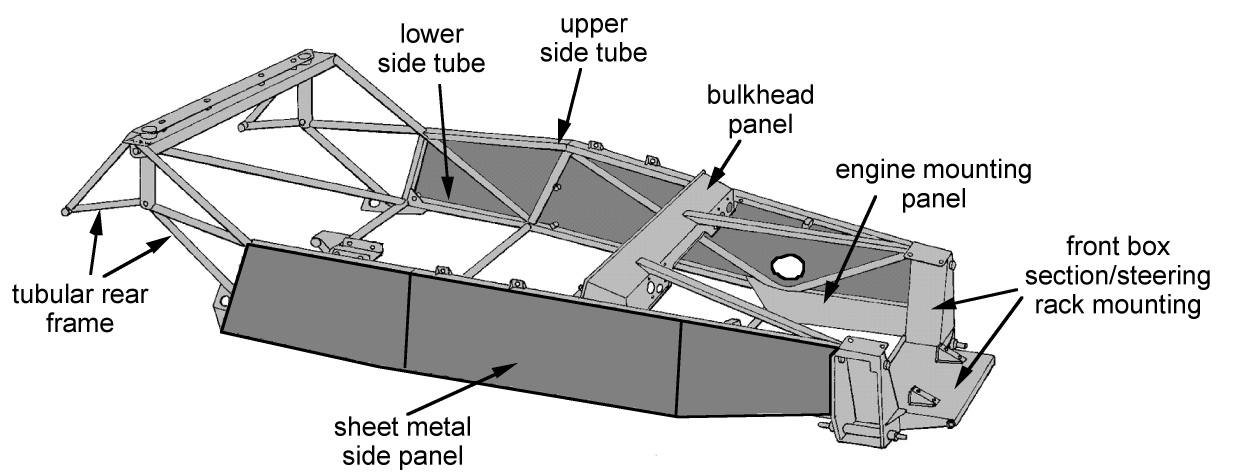 lower
side tube
upper
side tube
bulkhead
panel
engine mounting
panel
front box
section/steering
rack mounting
tubular rear
frame
sheet metal
side panel